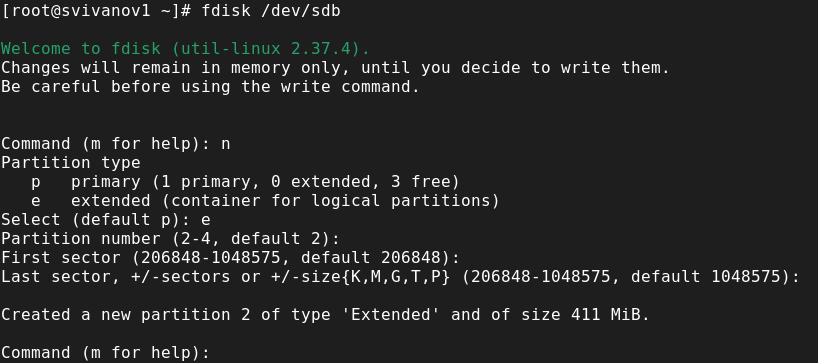 [root@svivanov1 ~]# fdisk /dev/sdb
Welcome to fdisk (util-linux 2.37.4).
Changes will remain in memory only, until you decide to write them.
Be careful before using the write command.
Command (m for help): n
Partition type
   p   primary (1 primary, 0 extended, 3 free)
   e   extended (container for logical partitions)
Select (default p): e
Partition number (2-4, default 2):
First sector (206848-1048575, default 206848):
Last sector, +/-sectors or +/-size{K,M,G,T,P} (206848-1048575, default 1048575):
Created a new partition 2 of type 'Extended' and of size 411 MiB.
Command (m for help):